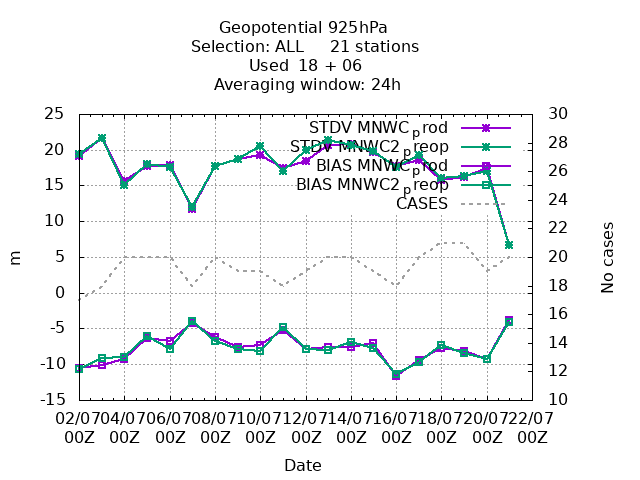 Geopotential 925hPa
Selection: ALL     21 stations
Used  18 + 06
Averaging window: 24h
25
20
15
10
5
0
-5
-10
-15
m
30
28
26
24
22
20
18
16
14
12
10
No cases
STDV MNWC_prod
STDV MNWC2_preop
BIAS MNWC_prod
BIAS MNWC2_preop
CASES
02/07 04/07 06/07 08/07 10/07 12/07 14/07 16/07 18/07 20/07 22/07
00Z 00Z 00Z 00Z 00Z 00Z 00Z 00Z 00Z 00Z 00Z
Date